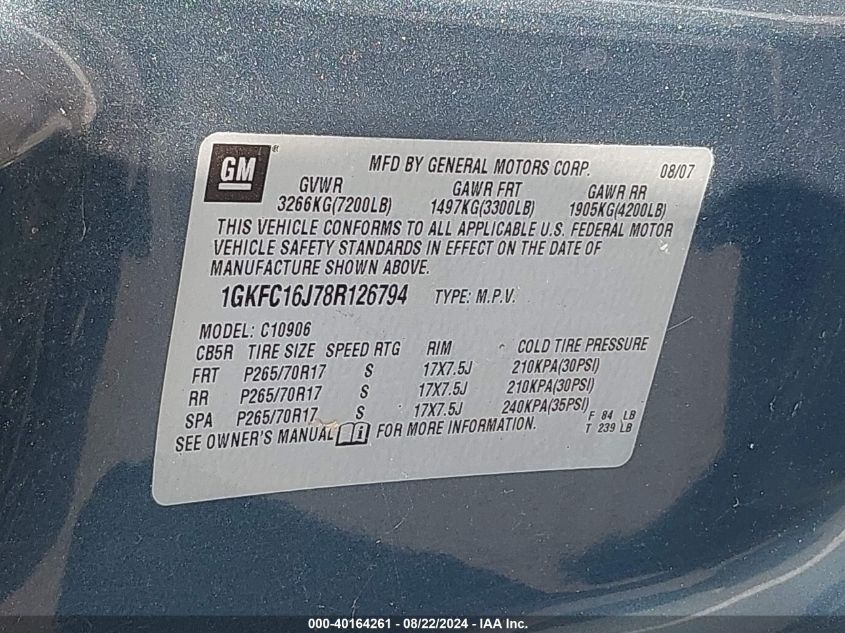 GM ® MFD BY GENERAL MOTORS CORP. 08/07
GVWR GAWR FRT GAWR RR
3266KG(7200LB) 1497KG(3300LB) 1905KG(4200LB)
THIS VEHICLE CONFORMS TO ALL APPLICABLE U.S. FEDERAL MOTOR
VEHICLE SAFETY STANDARDS IN EFFECT ON THE DATE OF
MANUFACTURE SHOWN ABOVE.
1GKFC16J78R126794 TYPE: M.P.V.
MODEL: C10906
CB5R TIRE SIZE SPEED RTG RIM COLD TIRE PRESSURE
FRT P265/70R17 S 17X7.5J 210KPA(30PSI)
RR P265/70R17 S 17X7.5J 210KPA(30PSI)
SPA P265/70R17 S 17X7.5J 240KPA(35PSI) F 84 LB
SEE OWNER'S MANUAL FOR MORE INFORMATION. T 239 LB
000-40164261 - 08/22/2024 - IAA Inc.